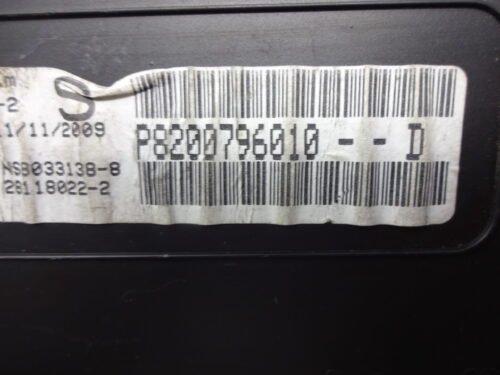 -2
S
11/11/2009
P8200796010 -- D
NSB033138-8
28118022-2